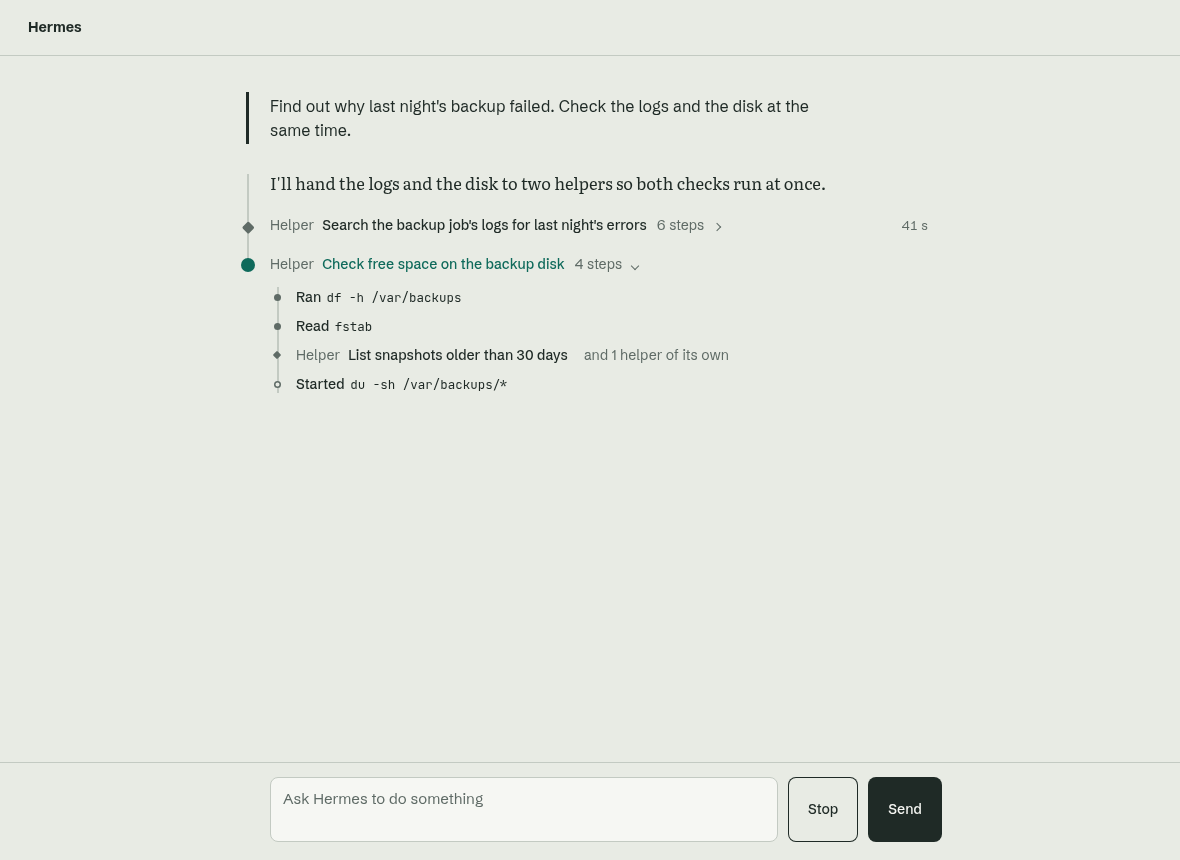 Hermes
Find out why last night's backup failed. Check the logs and the disk at the
same time.
I'll hand the logs and the disk to two helpers so both checks run at once.
Helper Search the backup job's logs for last night's errors 6 steps 41 s
Helper Check free space on the backup disk 4 steps
Ran df -h /var/backups
Read fstab
Helper List snapshots older than 30 days and 1 helper of its own
Started du -sh /var/backups/*
Ask Hermes to do something
Stop
Send